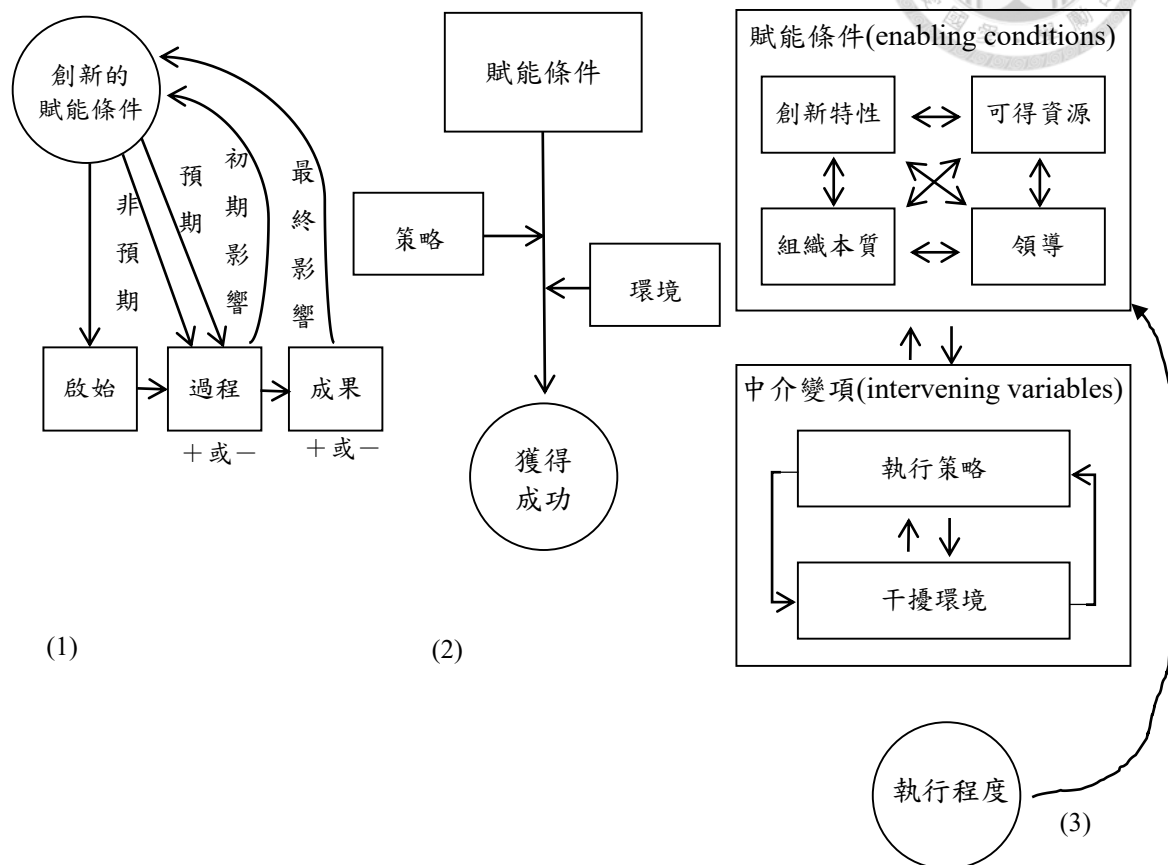 創新的
賦能條件
非預期
預期
初期影響
最終影響
啟始
過程
成果
+或-
+或-
(1)
賦能條件
策略
環境
獲得
成功
(2)
賦能條件(enabling conditions)
創新特性
可得資源
組織本質
領導
中介變項(intervening variables)
執行策略
干擾環境
執行程度
(3)